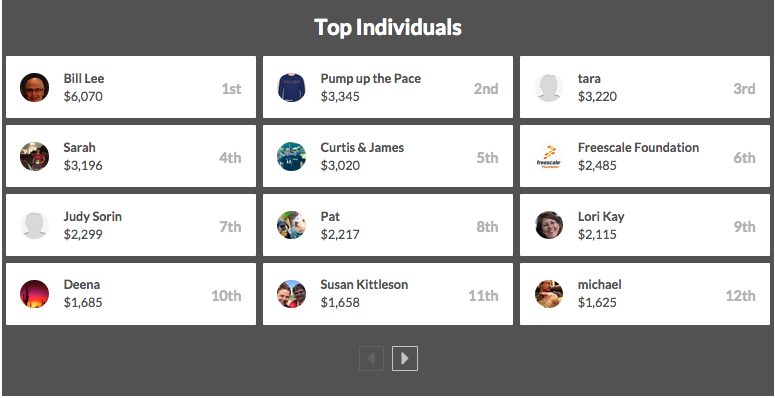 Top Individuals
Bill Lee
$6,070
1st
Pump up the Pace
$3,345
2nd
tara
$3,220
3rd
Sarah
$3,196
4th
Curtis & James
$3,020
5th
freescale
Foundation
Freescale Foundation
$2,485
6th
Judy Sorin
$2,299
7th
Pat
$2,217
8th
Lori Kay
$2,115
9th
Deena
$1,685
10th
Susan Kittleson
$1,658
11th
michael
$1,625
12th